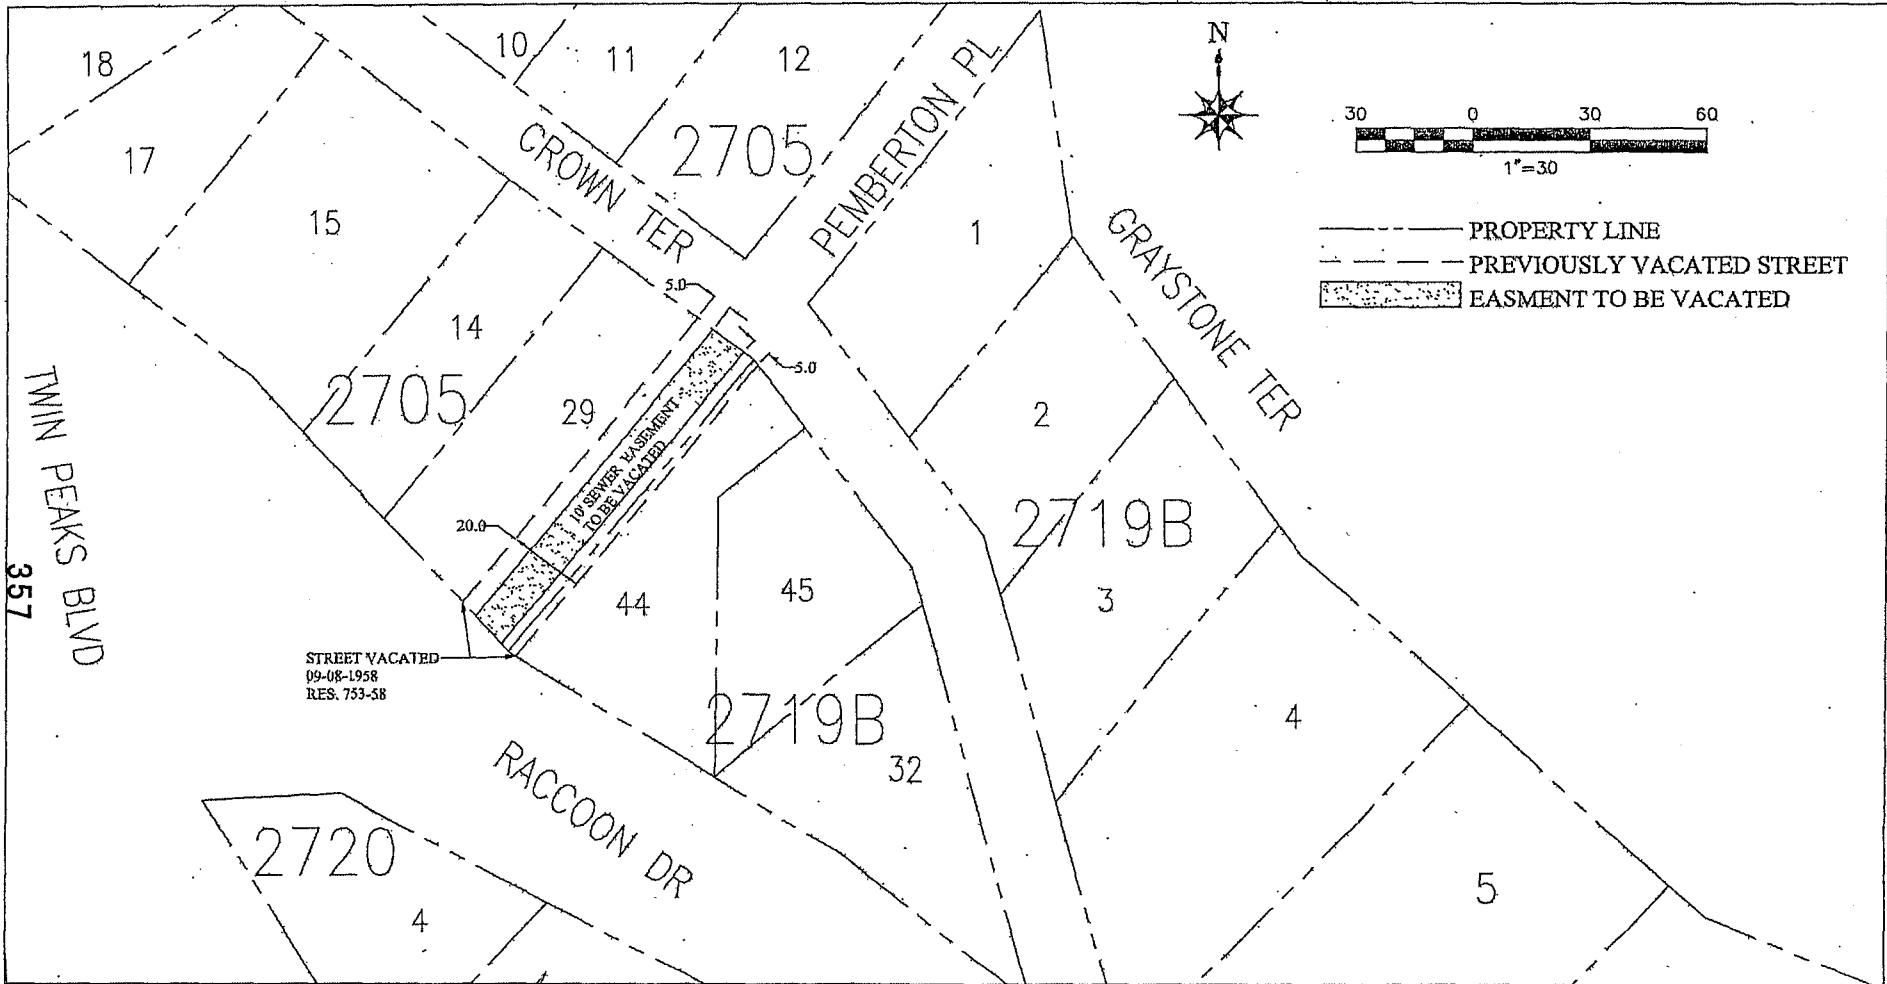 18
10
11
12
PEMBERTON PL
N
30 0 30 60
1"=30
17
CROWN TER
2705
15
1
GRAYSTONE TER
PROPERTY LINE
PREVIOUSLY VACATED STREET
EASMENT TO BE VACATED
5.0
14
5.0
TWIN PEAKS BLVD
2705
29
2
10' SEWER EASEMENT
TO BE VACATED
20.0
2719B
357
44
45
3
STREET VACATED
09-08-1958
RES. 753-58
2719B
32
4
RACCOON DR
2720
4
5